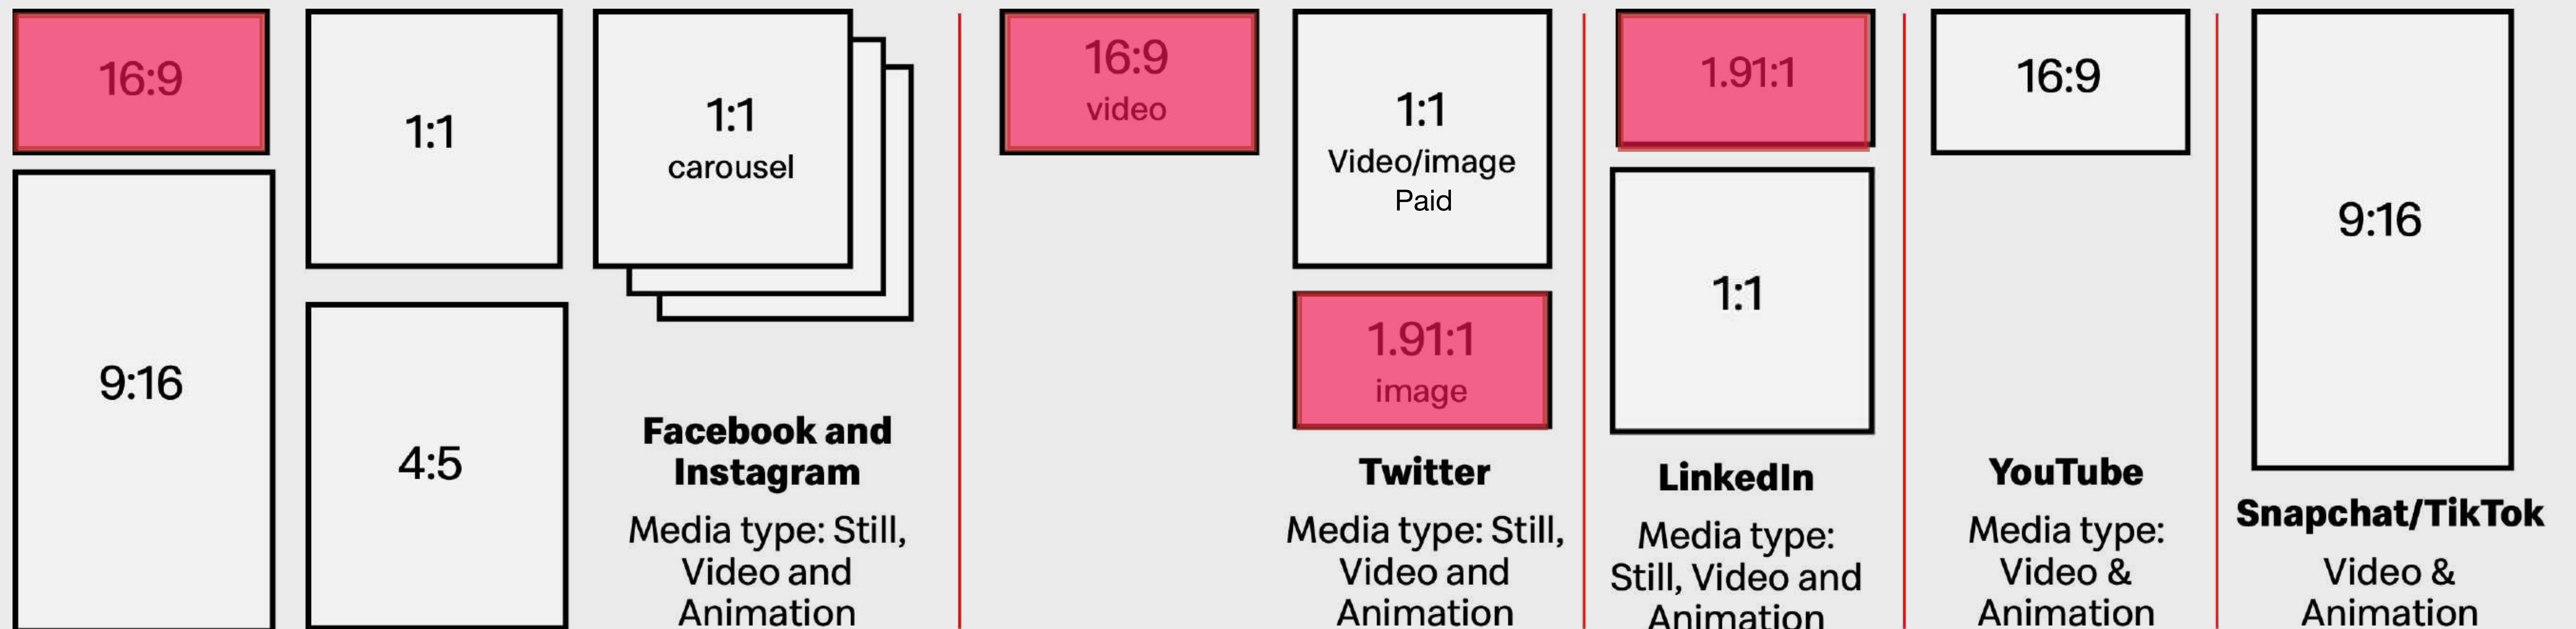 16:9
9:16
1:1
4:5
1:1
carousel
Facebook and
Instagram
Media type: Still,
Video and
Animation
16:9
video
1:1
Video/image
Paid
1.91:1
image
Twitter
Media type: Still,
Video and
Animation
1.91:1
1:1
LinkedIn
Media type:
Still, Video and
Animation
16:9
YouTube
Media type:
Video &
Animation
9:16
Snapchat/TikTok
Video &
Animation